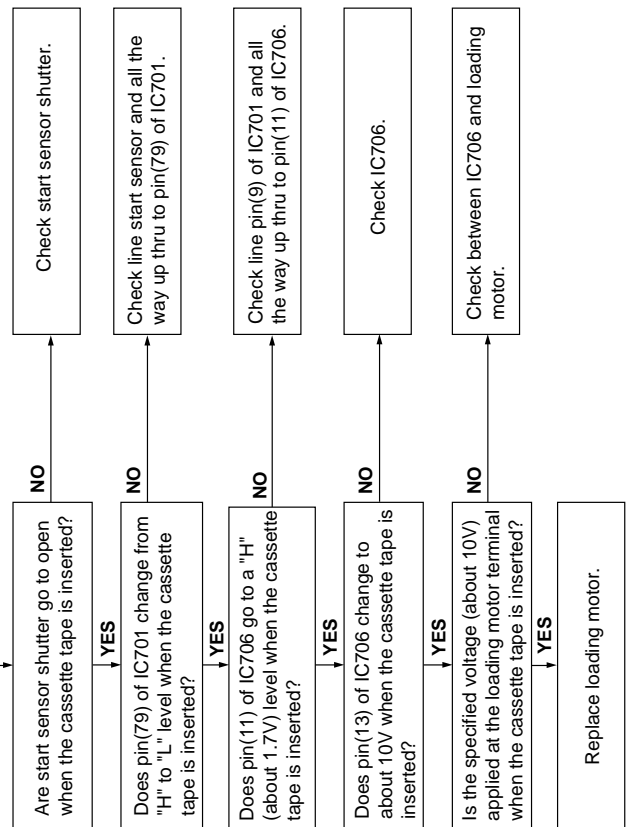 Are start sensor shutter go to open
when the cassette tape is inserted?
NO
Check start sensor shutter.
YES
Does pin(79) of IC701 change from
"H" to "L" level when the cassette
tape is inserted?
NO
Check line start sensor and all the
way up thru to pin(79) of IC701.
YES
Does pin(11) of IC706 go to a "H"
(about 1.7V) level when the cassette
tape is inserted?
NO
Check line pin(9) of IC701 and all
the way up thru to pin(11) of IC706.
YES
Does pin(13) of IC706 change to
about 10V when the cassette tape is
inserted?
NO
Check IC706.
YES
Is the specified voltage (about 10V)
applied at the loading motor terminal
when the cassette tape is inserted?
NO
Check between IC706 and loading
motor.
YES
Replace loading motor.